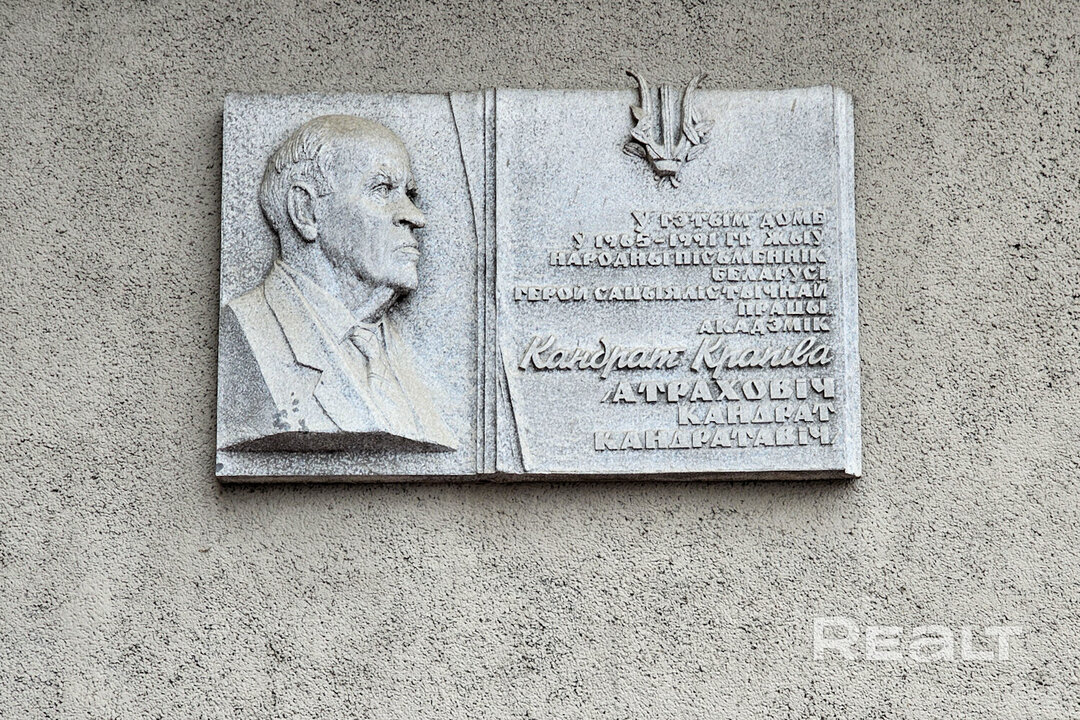 У ГЭТЫМ ДОМЕ
Ў 1965-1991 ГГ. ЖЫЎ
НАРОДНЫ ПІСЬМЕННІК
БЕЛАРУСІ,
ГЕРОЙ САЦЫЯЛІСТЫЧНАЙ
ПРАЦЫ,
АКАДЭМІК
Кандрат Крапіва
/АТРАХОВІЧ
КАНДРАТ
КАНДРАТАВІЧ/
REALT